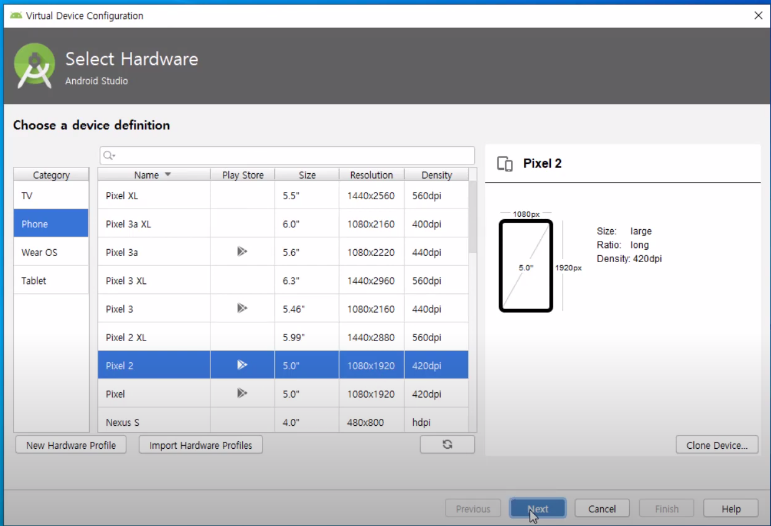 Virtual Device Configuration
Select Hardware
Android Studio
Choose a device definition
Category
TV
Phone
Wear OS
Tablet
Name Play Store Size Resolution Density
Pixel XL 5.5" 1440x2560 560dpi
Pixel 3a XL 6.0" 1080x2160 400dpi
Pixel 3a 5.6" 1080x2220 440dpi
Pixel 3 XL 6.3" 1440x2960 560dpi
Pixel 3 5.46" 1080x2160 440dpi
Pixel 2 XL 5.99" 1440x2880 560dpi
Pixel 2 5.0" 1080x1920 420dpi
Pixel 5.0" 1080x1920 420dpi
Nexus S 4.0" 480x800 hdpi
New Hardware Profile Import Hardware Profiles
Pixel 2
1080px
5.0" 1920px
Size: large
Ratio: long
Density: 420dpi
Clone Device...
Previous Next Cancel Finish Help